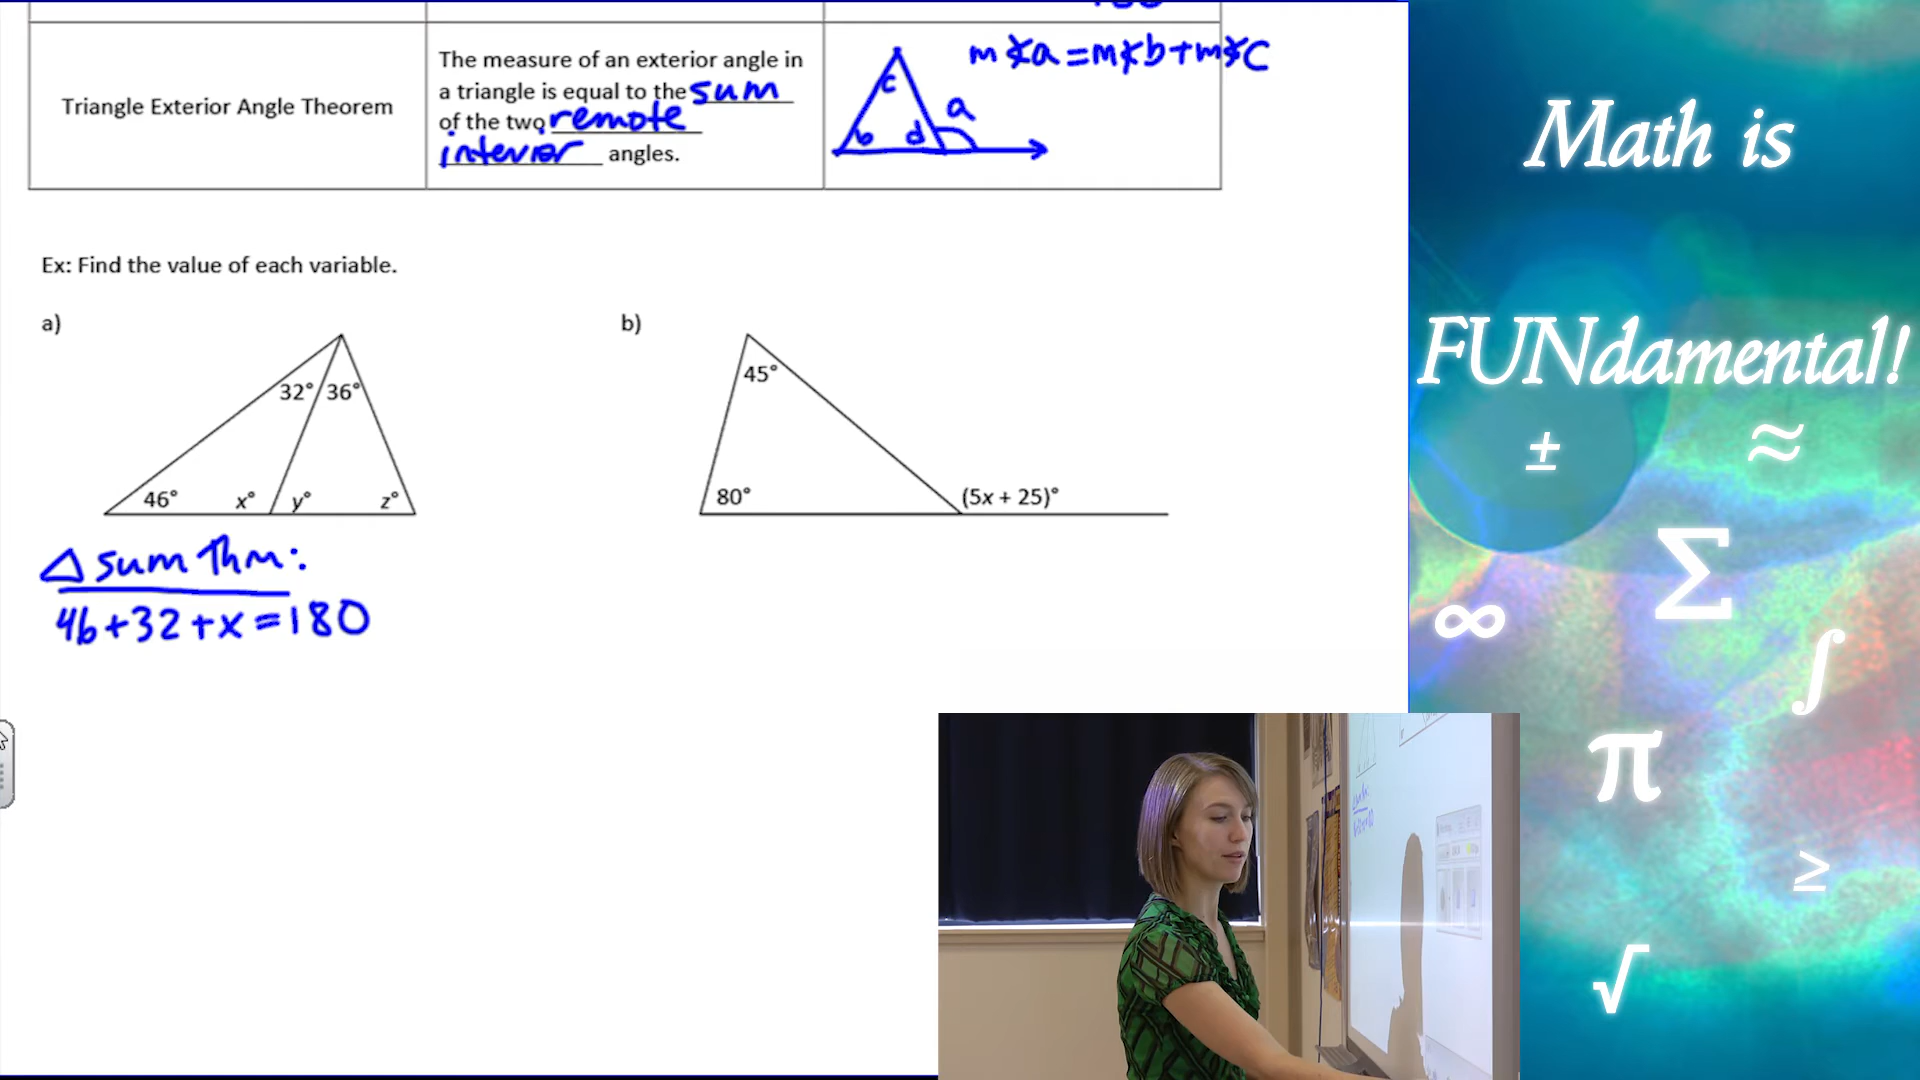 Triangle Exterior Angle Theorem
The measure of an exterior angle in
a triangle is equal to the sum
of the two remote
interior angles.
c
b
d
a
m∡a=m∡b+m∡c
Ex: Find the value of each variable.
a)
32° 36°
46° x° y° z°
b)
45°
80° (5x + 25)°
△ sum Thm:
46+32+x=180
Math is
FUNdamental!
± ≈
∑
∞
∫
π
≥
√